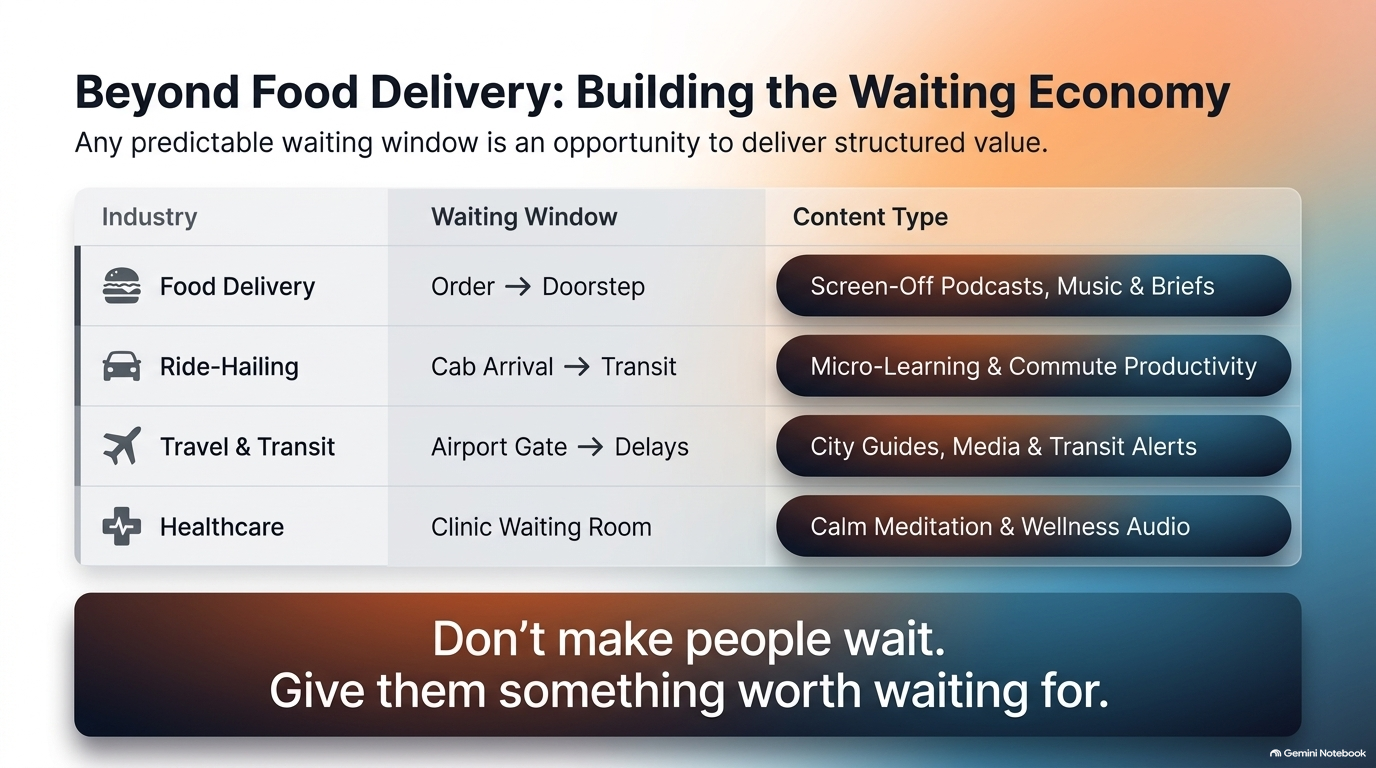 Beyond Food Delivery: Building the Waiting Economy
Any predictable waiting window is an opportunity to deliver structured value.
Industry Waiting Window Content Type
Food Delivery Order → Doorstep Screen-Off Podcasts, Music & Briefs
Ride-Hailing Cab Arrival → Transit Micro-Learning & Commute Productivity
Travel & Transit Airport Gate → Delays City Guides, Media & Transit Alerts
Healthcare Clinic Waiting Room Calm Meditation & Wellness Audio
Don’t make people wait.
Give them something worth waiting for.
Gemini Notebook